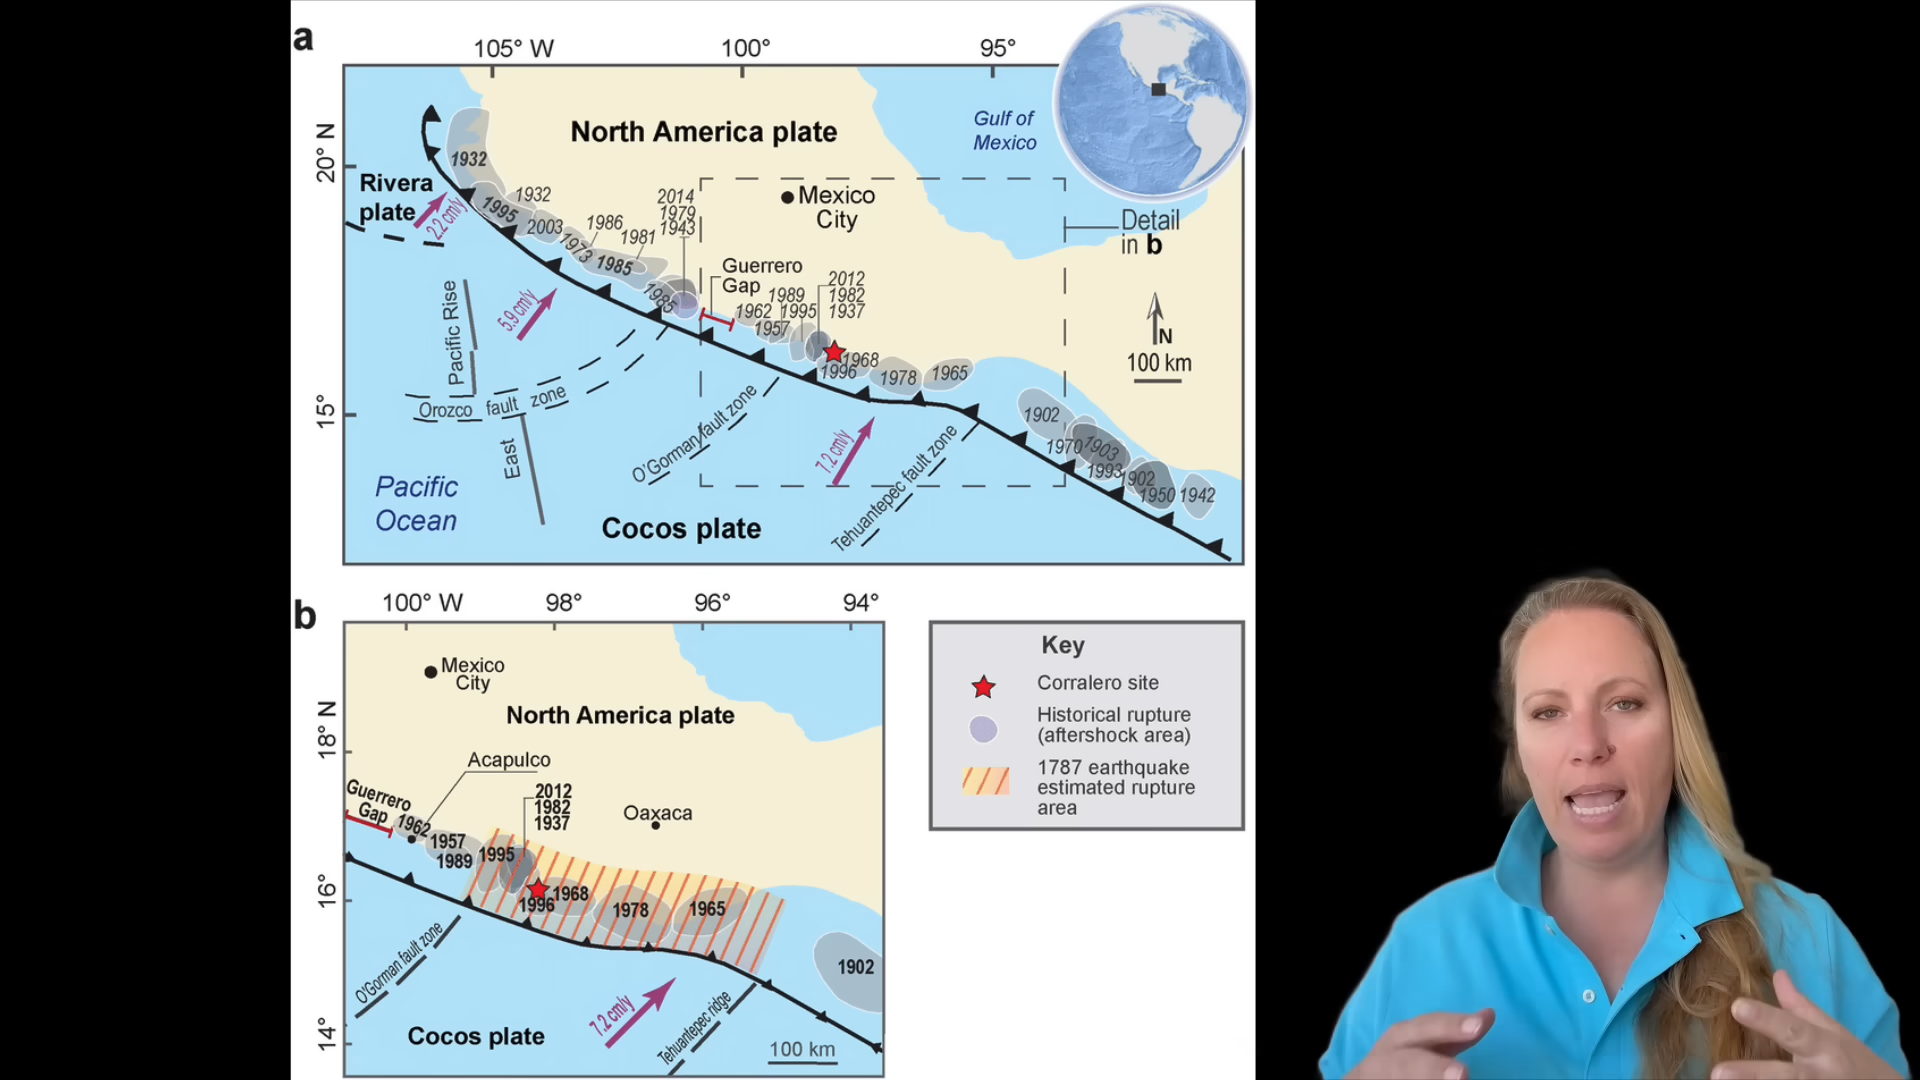 a
105° W
100°
95°
20° N
15°
North America plate
Gulf of
Mexico
1932
Rivera
plate
2.2 cm/y
1995
1932
2003
1973
1986
1981
1985
2014
1979
1943
1985
Mexico
City
Detail
in b
Guerrero
Gap
1962
1989
1957
1995
2012
1982
1937
1968
1996
1978
1965
N
100 km
5.9 cm/y
Pacific Rise
Orozco fault zone
East
O'Gorman fault zone
7.2 cm/y
Tehuantepec fault zone
1902
1970
1903
1993
1902
1950
1942
Pacific
Ocean
Cocos plate
b
100° W
98°
96°
94°
18° N
16°
14°
Mexico
City
North America plate
Acapulco
Guerrero
Gap
1962
1957
1989
1995
2012
1982
1937
Oaxaca
1968
1996
1978
1965
1902
O'Gorman fault zone
7.2 cm/y
Tehuantepec ridge
Cocos plate
100 km
Key
Corralero site
Historical rupture
(aftershock area)
1787 earthquake
estimated rupture
area